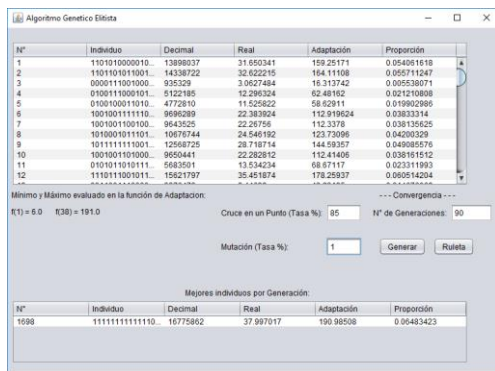 Algoritmo Genetico Elitista
N° Individuo Decimal Real Adaptación Proporción
1 1101010000010... 13898037 31.650341 159.25171 0.054061618
2 1101101011001... 14338722 32.622215 164.11108 0.055711247
3 0000111001000... 935329 3.0627484 16.313742 0.005538071
4 0100111000101... 5122185 12.296324 62.48162 0.021210808
5 0100100011010... 4772810 11.525822 58.62911 0.019902986
6 1001001111110... 9696289 22.383924 112.919624 0.03833314
7 1001001100100... 9643525 22.26756 112.3378 0.038135625
8 1010001011101... 10676744 24.546192 123.73096 0.04200329
9 1011111111001... 12568725 28.718714 144.59357 0.049085576
10 1001001101000... 9650441 22.282812 112.41406 0.038161512
11 0101011010111... 5683501 13.534234 68.67117 0.023311993
12 1110111001011... 15621797 35.451874 178.25937 0.060514204
Mínimo y Máximo evaluado en la función de Adaptacion:
--- Convergencia ---
f(1) = 6.0 f(38) = 191.0
Cruce en un Punto (Tasa %): 85
N° de Generaciones: 90
Mutación (Tasa %): 1
Generar Ruleta
Mejores individuos por Generación:
N° Individuo Decimal Real Adaptación Proporción
1698 11111111111110... 16775862 37.997017 190.98508 0.06483423